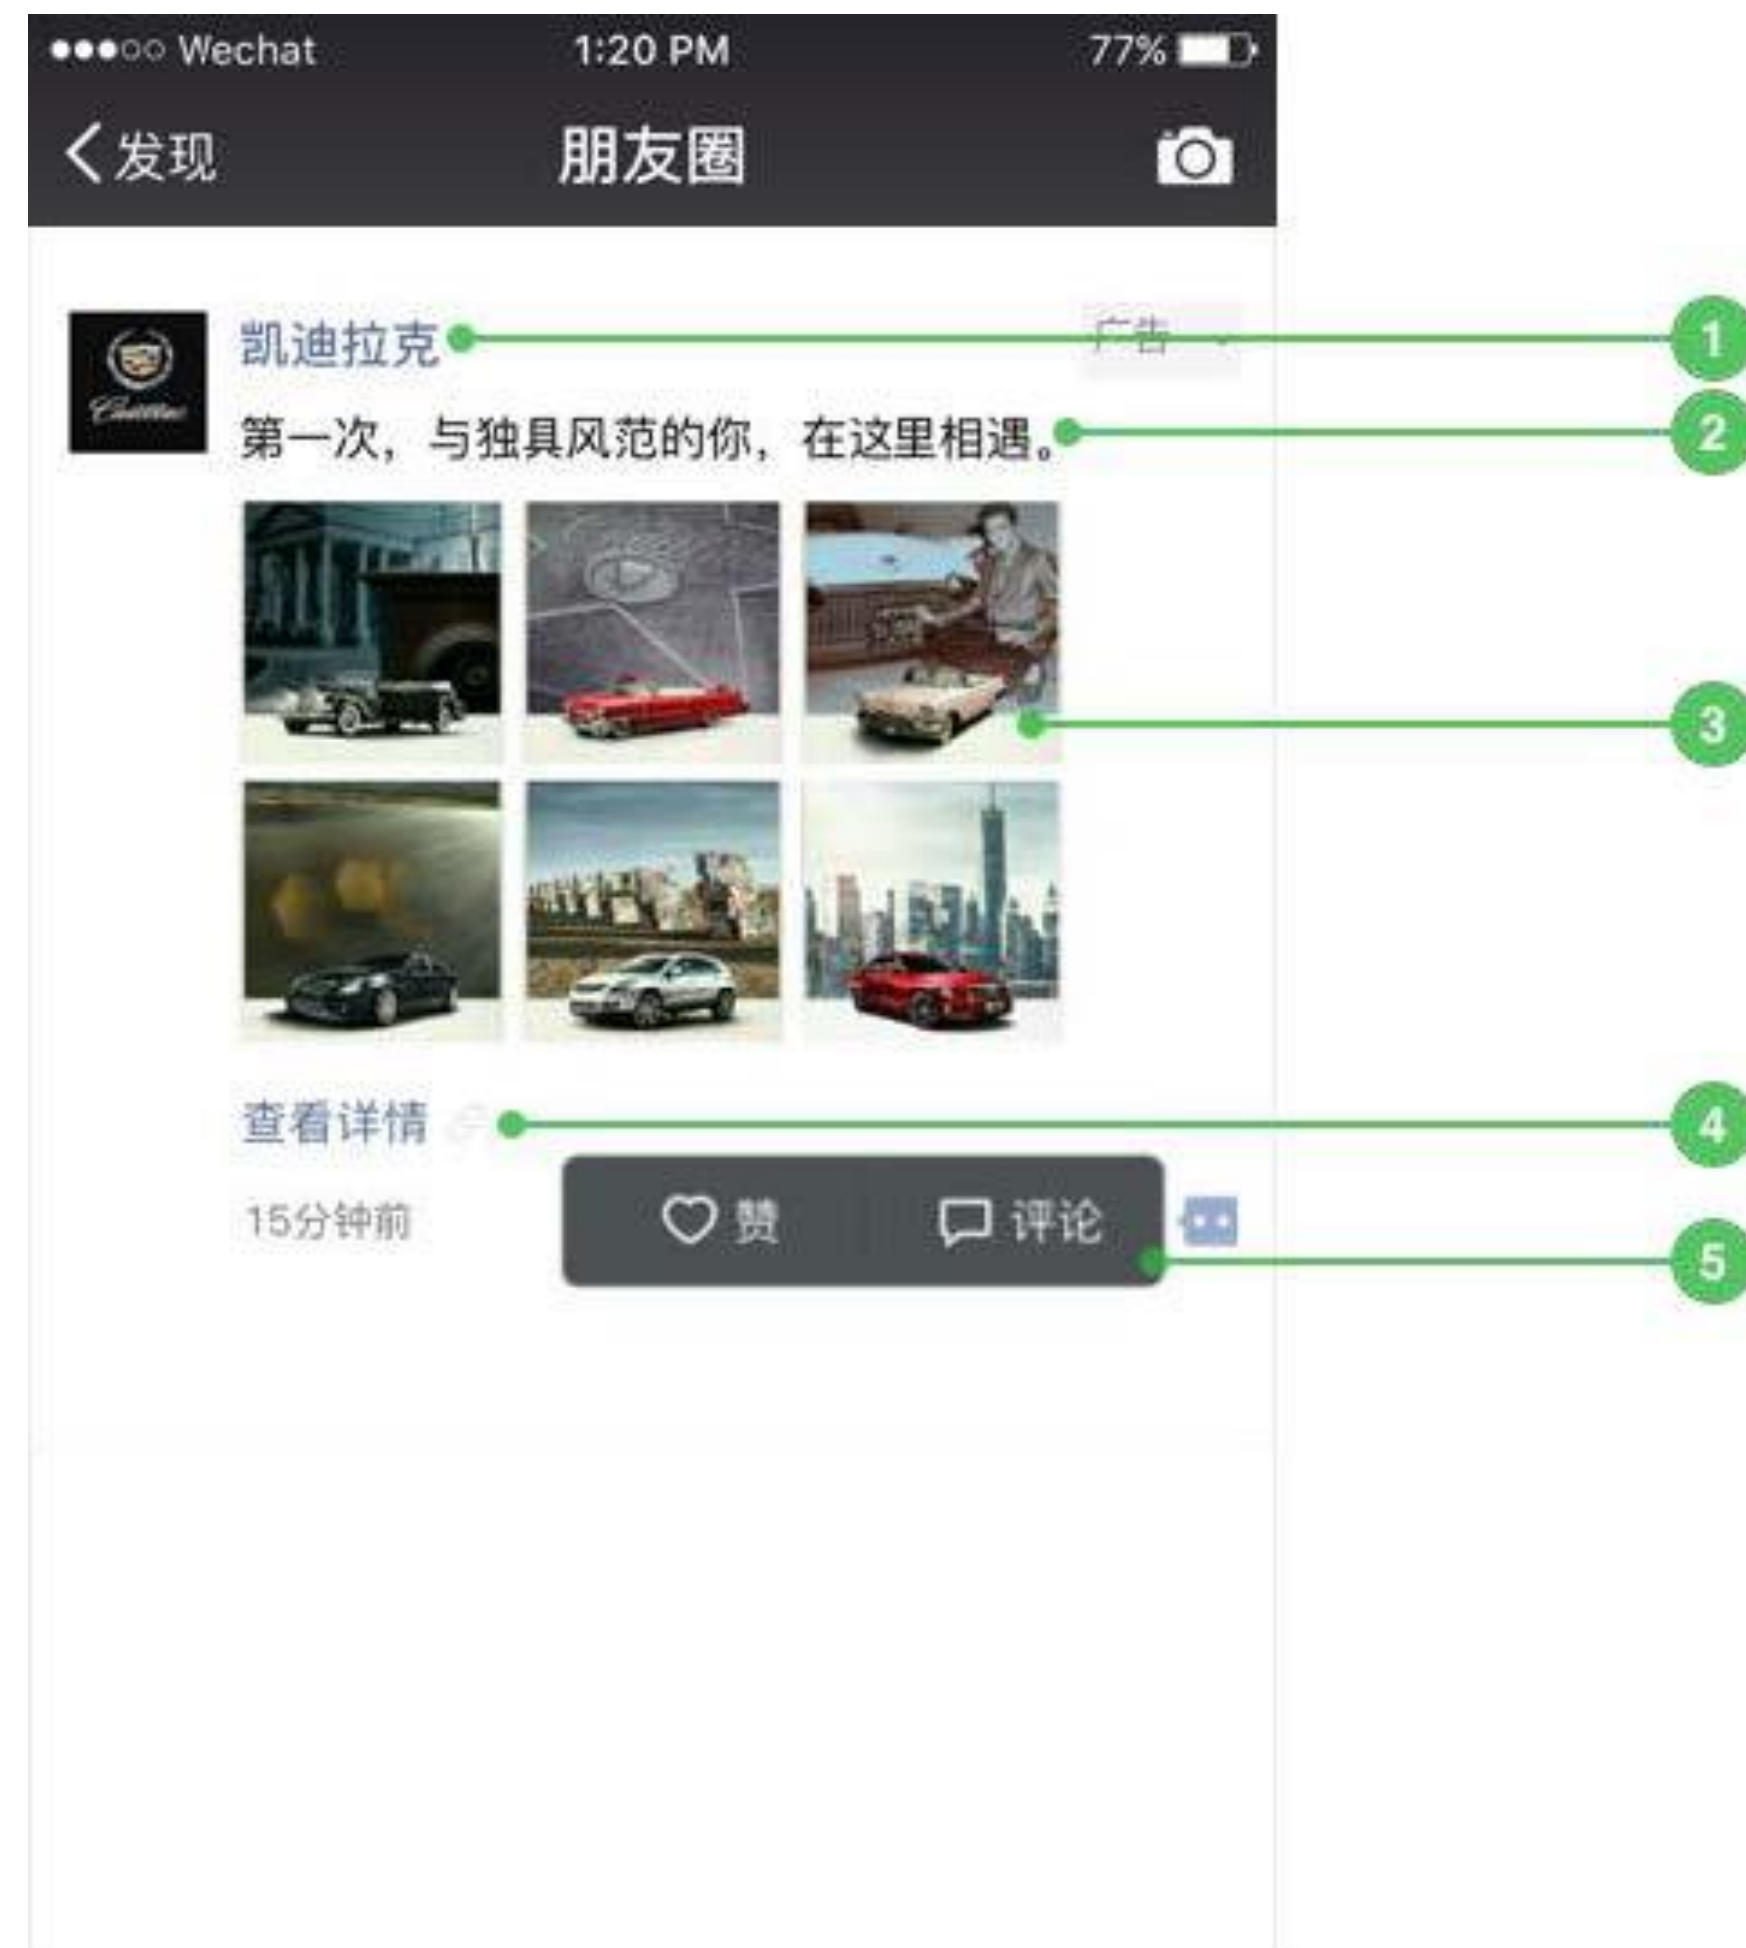 Wechat 1:20 PM 77%
发现 朋友圈
凯迪拉克 广告 1
Cadillac
第一次，与独具风范的你，在这里相遇。 2
3
查看详情 4
15分钟前 赞 评论 5